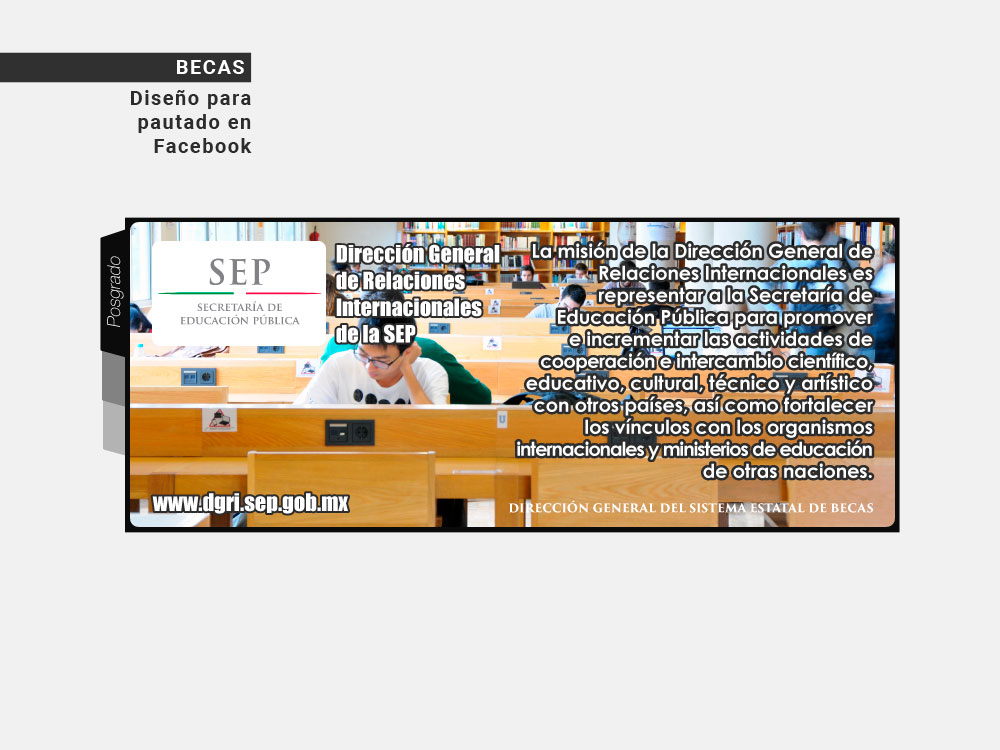 BECAS
Diseño para
pautado en
Facebook
Posgrado
SEP
SECRETARÍA DE
EDUCACIÓN PÚBLICA
Dirección General
de Relaciones
Internacionales
de la SEP
La misión de la Dirección General de
Relaciones Internacionales es
representar a la Secretaría de
Educación Pública para promover
e incrementar las actividades de
cooperación e intercambio científico,
educativo, cultural, técnico y artístico
con otros países, así como fortalecer
los vínculos con los organismos
internacionales y ministerios de educación
de otras naciones.
www.dgri.sep.gob.mx
DIRECCIÓN GENERAL DEL SISTEMA ESTATAL DE BECAS